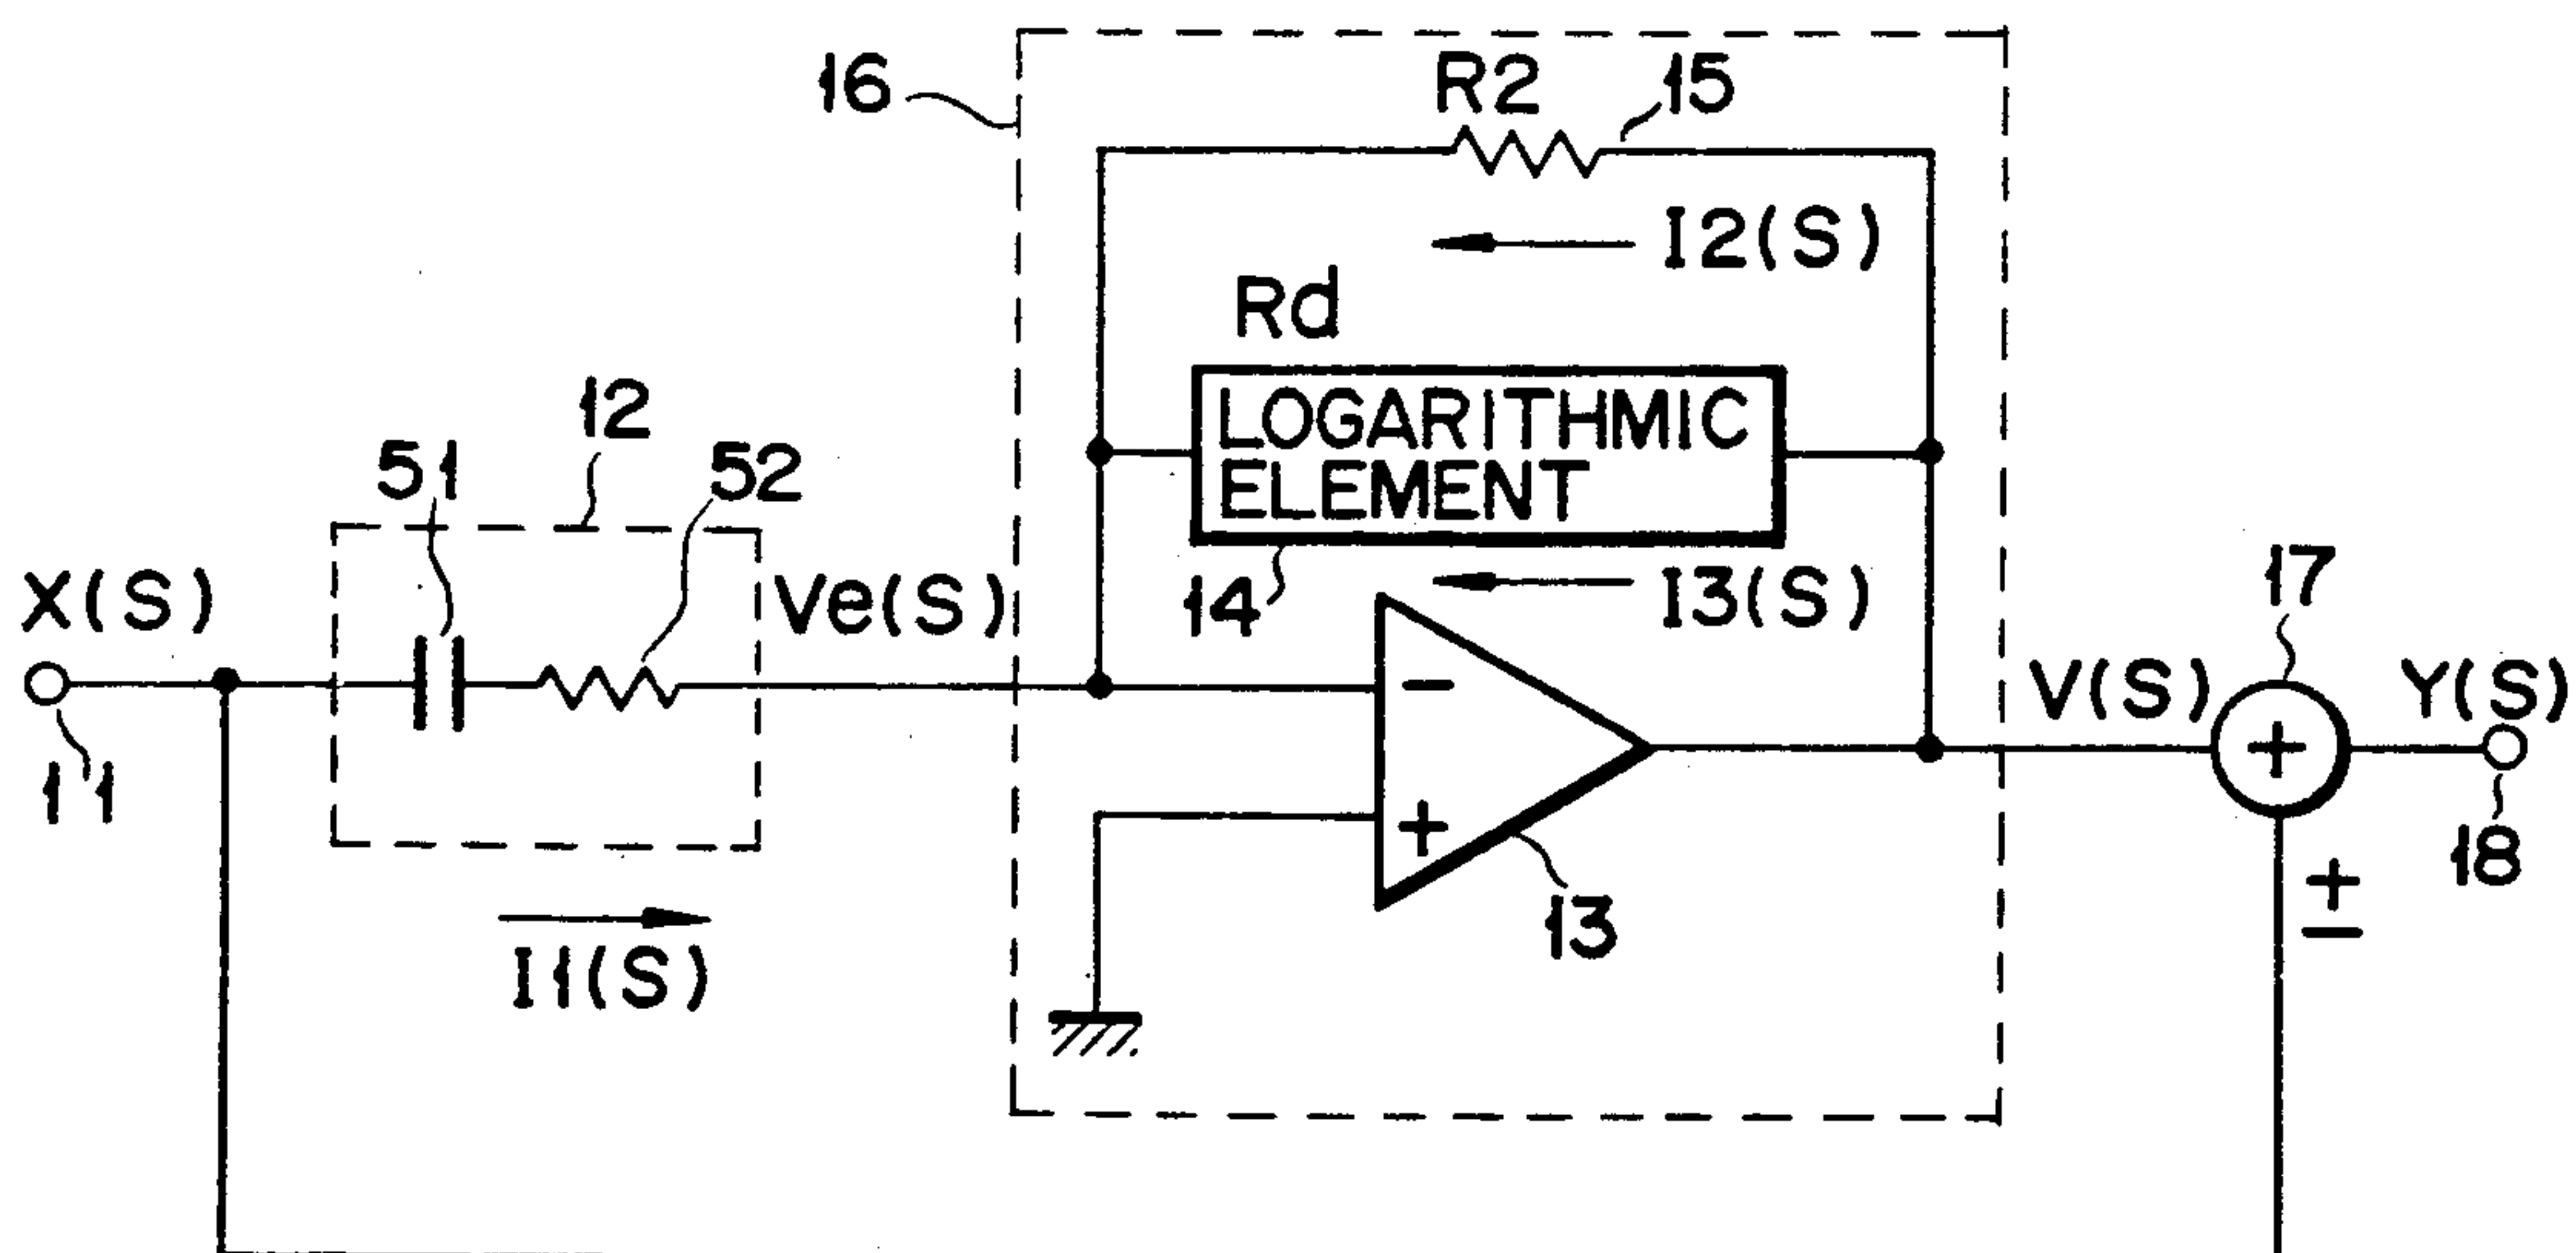 16
R2
15
I2(S)
Rd
LOGARITHMIC
ELEMENT
14
I3(S)
12
51
52
X(S)
Ve(S)
11
I1(S)
−
+
13
17
V(S)
+
Y(S)
18
+
−